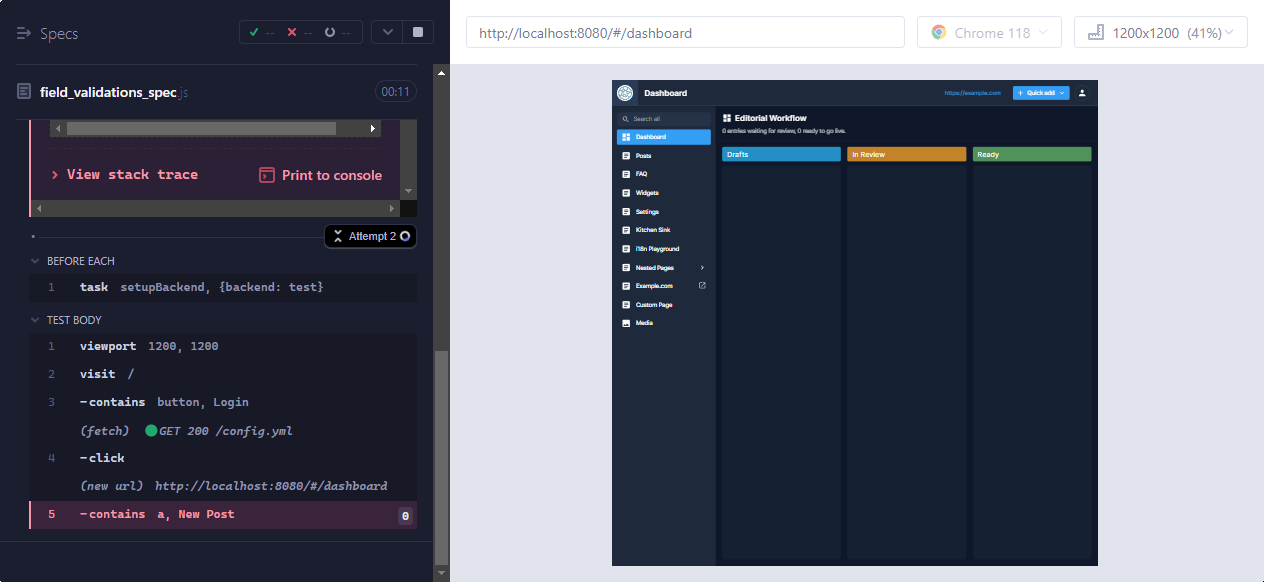 Specs
-- -- --
field_validations_spec.js
00:11
View stack trace
Print to console
Attempt 2
BEFORE EACH
1 task setupBackend, {backend: test}
TEST BODY
1 viewport 1200, 1200
2 visit /
3 -contains button, Login
(fetch) GET 200 /config.yml
4 -click
(new url) http://localhost:8080/#/dashboard
5 -contains a, New Post 0
http://localhost:8080/#/dashboard
Chrome 118
1200x1200 (41%)
Dashboard
https://example.com
+ Quick add
Search all
Dashboard
Posts
FAQ
Widgets
Settings
Kitchen Sink
i18n Playground
Nested Pages
Example.com
Custom Page
Media
Editorial Workflow
0 entries waiting for review, 0 ready to go live.
Drafts
In Review
Ready